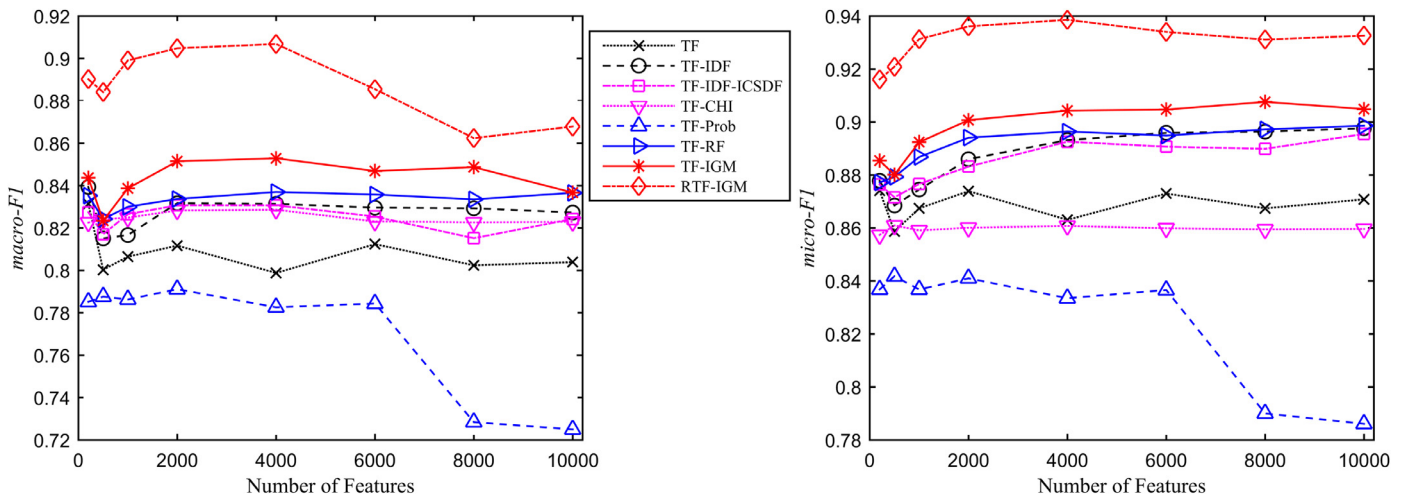 0.92
0.9
0.88
0.86
0.84
0.82
0.8
0.78
0.76
0.74
0.72
macro-F1
0
2000
4000
6000
8000
10000
Number of Features
TF
TF-IDF
TF-IDF-ICSDF
TF-CHI
TF-Prob
TF-RF
TF-IGM
RTF-IGM
0.94
0.92
0.9
0.88
0.86
0.84
0.82
0.8
0.78
micro-F1
0
2000
4000
6000
8000
10000
Number of Features